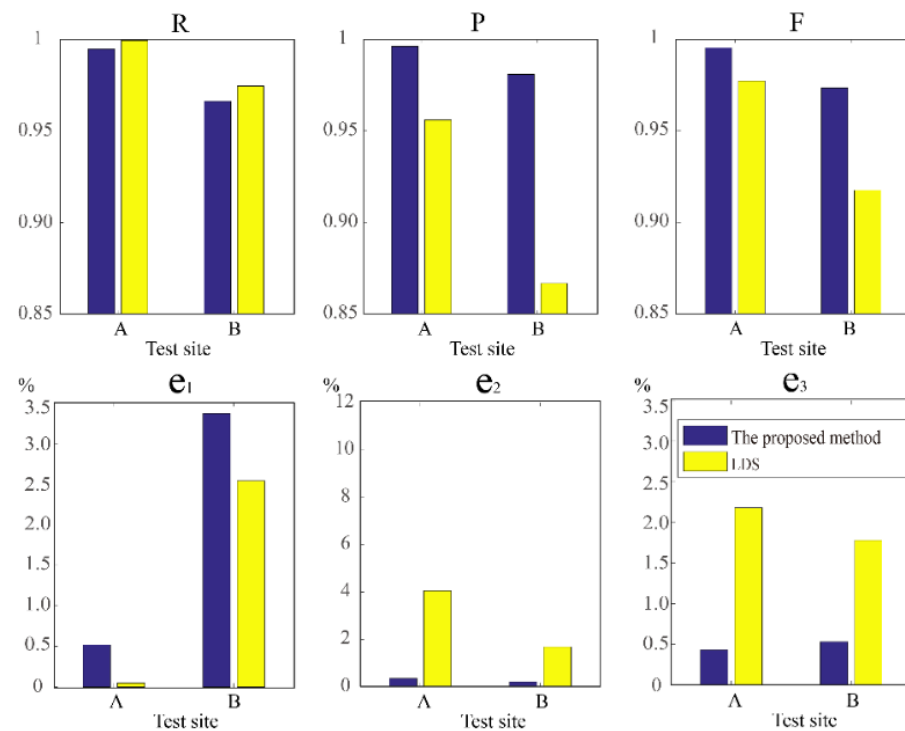 R
1
0.95
0.90
0.85
A B
Test site
P
1
0.95
0.90
0.85
A B
Test site
F
1
0.95
0.90
0.85
A B
Test site
% e₁
3.5
3.0
2.5
2.0
1.5
1.0
0.5
0
A B
Test site
% e₂
12
10
8
6
4
2
0
A B
Test site
% e₃
3.5
3.0
2.5
2.0
1.5
1.0
0.5
0
The proposed method
LDS
A B
Test site